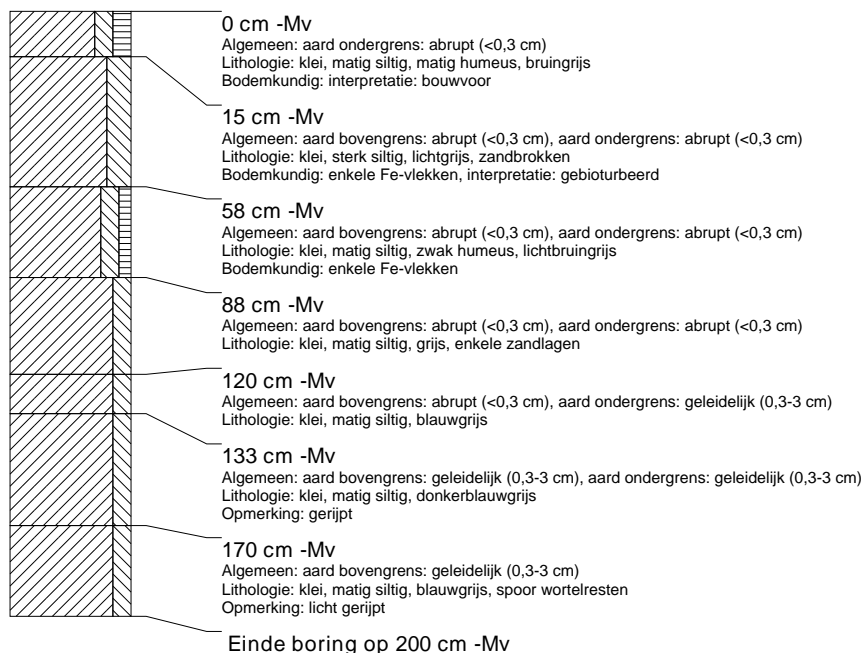 0 cm -Mv
Algemeen: aard ondergrens: abrupt (<0,3 cm)
Lithologie: klei, matig siltig, matig humeus, bruingrijs
Bodemkundig: interpretatie: bouwvoor
15 cm -Mv
Algemeen: aard bovengrens: abrupt (<0,3 cm), aard ondergrens: abrupt (<0,3 cm)
Lithologie: klei, sterk siltig, lichtgrijs, zandbrokken
Bodemkundig: enkele Fe-vlekken, interpretatie: gebioturbeerd
58 cm -Mv
Algemeen: aard bovengrens: abrupt (<0,3 cm), aard ondergrens: abrupt (<0,3 cm)
Lithologie: klei, matig siltig, zwak humeus, lichtbruingrijs
Bodemkundig: enkele Fe-vlekken
88 cm -Mv
Algemeen: aard bovengrens: abrupt (<0,3 cm), aard ondergrens: abrupt (<0,3 cm)
Lithologie: klei, matig siltig, grijs, enkele zandlagen
120 cm -Mv
Algemeen: aard bovengrens: abrupt (<0,3 cm), aard ondergrens: geleidelijk (0,3-3 cm)
Lithologie: klei, matig siltig, blauwgrijs
133 cm -Mv
Algemeen: aard bovengrens: geleidelijk (0,3-3 cm), aard ondergrens: geleidelijk (0,3-3 cm)
Lithologie: klei, matig siltig, donkerblauwgrijs
Opmerking: gerijpt
170 cm -Mv
Algemeen: aard bovengrens: geleidelijk (0,3-3 cm)
Lithologie: klei, matig siltig, blauwgrijs, spoor wortelresten
Opmerking: licht gerijpt
Einde boring op 200 cm -Mv